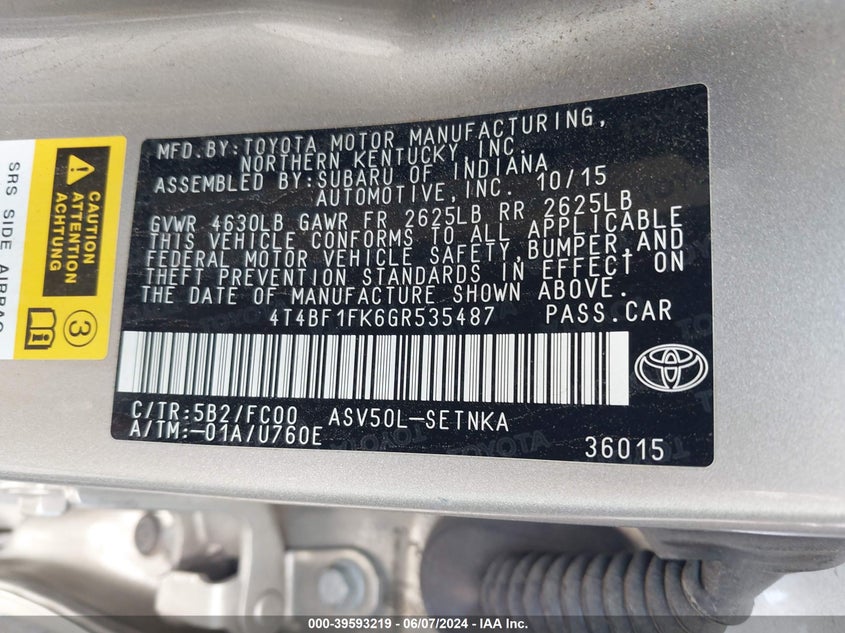 MFD.BY:TOYOTA MOTOR MANUFACTURING,
NORTHERN KENTUCKY, INC.
ASSEMBLED BY:SUBARU OF INDIANA
AUTOMOTIVE,INC. 10/15
GVWR 4630LB GAWR FR 2625LB RR 2625LB
THIS VEHICLE CONFORMS TO ALL APPLICABLE
FEDERAL MOTOR VEHICLE SAFETY,BUMPER,AND
THEFT PREVENTION STANDARDS IN EFFECT ON
THE DATE OF MANUFACTURE SHOWN ABOVE.
4T4BF1FK6GR535487 PASS.CAR
C/TR:5B2/FC00 ASV50L-SETNKA
A/TM:-01A/U760E
36015
CAUTION
ATTENTION
ACHTUNG
3
SRS SIDE AIRBAG
000-39593219 - 06/07/2024 - IAA Inc.